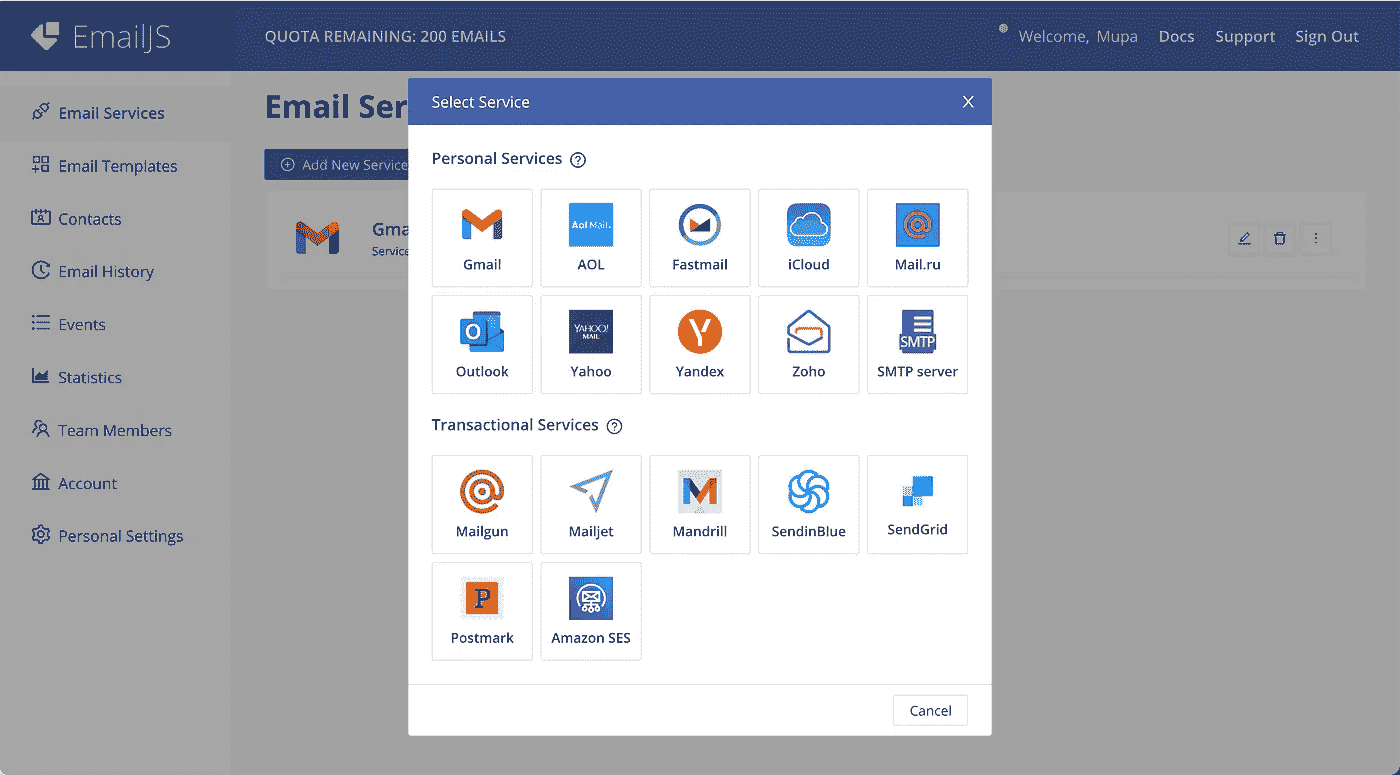 EmailJS
QUOTA REMAINING: 200 EMAILS
Welcome, Mupa
Docs
Support
Sign Out
Email Services
Email Templates
Contacts
Email History
Events
Statistics
Team Members
Account
Personal Settings
Email Ser
Add New Service
Gma
Service
Select Service
X
Personal Services ?
Aol Mail.
Gmail
AOL
Fastmail
iCloud
Mail.ru
O
YAHOO!
MAIL
Y
SMTP
Outlook
Yahoo
Yandex
Zoho
SMTP server
Transactional Services ?
Mailgun
Mailjet
Mandrill
SendinBlue
SendGrid
P
Postmark
Amazon SES
Cancel